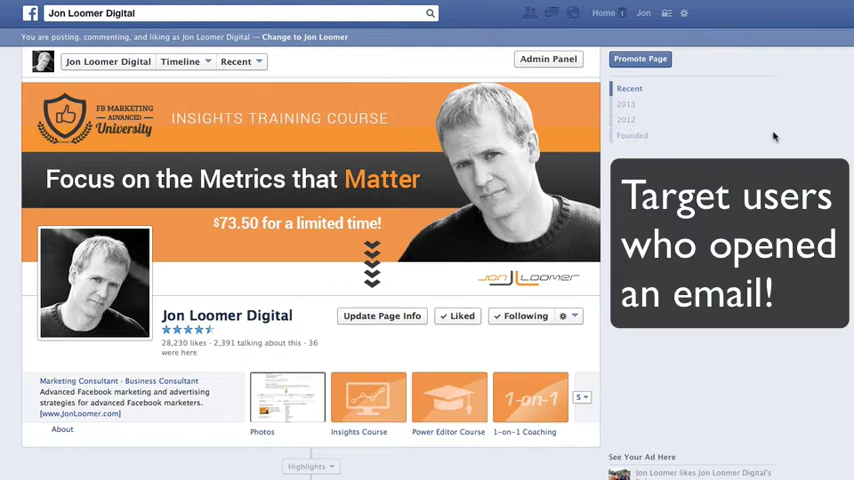 Jon Loomer Digital
Home 1 Jon
You are posting, commenting, and liking as Jon Loomer Digital — Change to Jon Loomer
Jon Loomer Digital Timeline Recent Admin Panel
Promote Page
Recent
2013
2012
Founded
FB MARKETING
ADVANCED
University
INSIGHTS TRAINING COURSE
Focus on the Metrics that Matter
$73.50 for a limited time!
JON LOOMER
Target users
who opened
an email!
Jon Loomer Digital
Update Page Info Liked Following
28,230 likes · 2,391 talking about this · 36
were here
Marketing Consultant · Business Consultant
Advanced Facebook marketing and advertising
strategies for advanced Facebook marketers.
[www.JonLoomer.com]
About
1-on-1
5
Photos Insights Course Power Editor Course 1-on-1 Coaching
Highlights
See Your Ad Here
Jon Loomer likes Jon Loomer Digital's